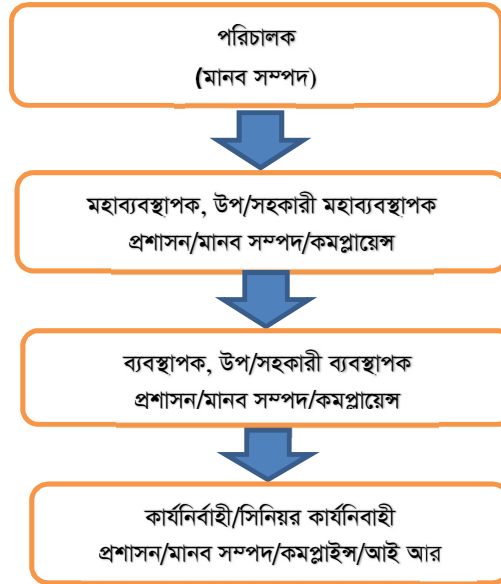 পরিচালক
(মানব সম্পদ)
মহাব্যবস্থাপক, উপ/সহকারী মহাব্যবস্থাপক
প্রশাসন/মানব সম্পদ/কমপ্লায়েন্স
ব্যবস্থাপক, উপ/সহকারী ব্যবস্থাপক
প্রশাসন/মানব সম্পদ/কমপ্লায়েন্স
কার্যনির্বাহী/সিনিয়র কার্যনিবাহী
প্রশাসন/মানব সম্পদ/কমপ্লাইন্স/আই আর